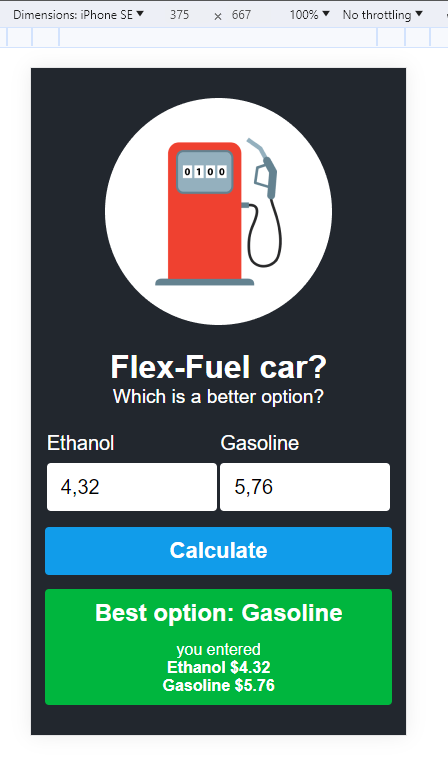 Dimensions: iPhone SE ▼ 375 x 667 100% ▼ No throttling ▼
0 1 0 0
Flex-Fuel car?
Which is a better option?
Ethanol Gasoline
4,32 5,76
Calculate
Best option: Gasoline
you entered
Ethanol $4.32
Gasoline $5.76